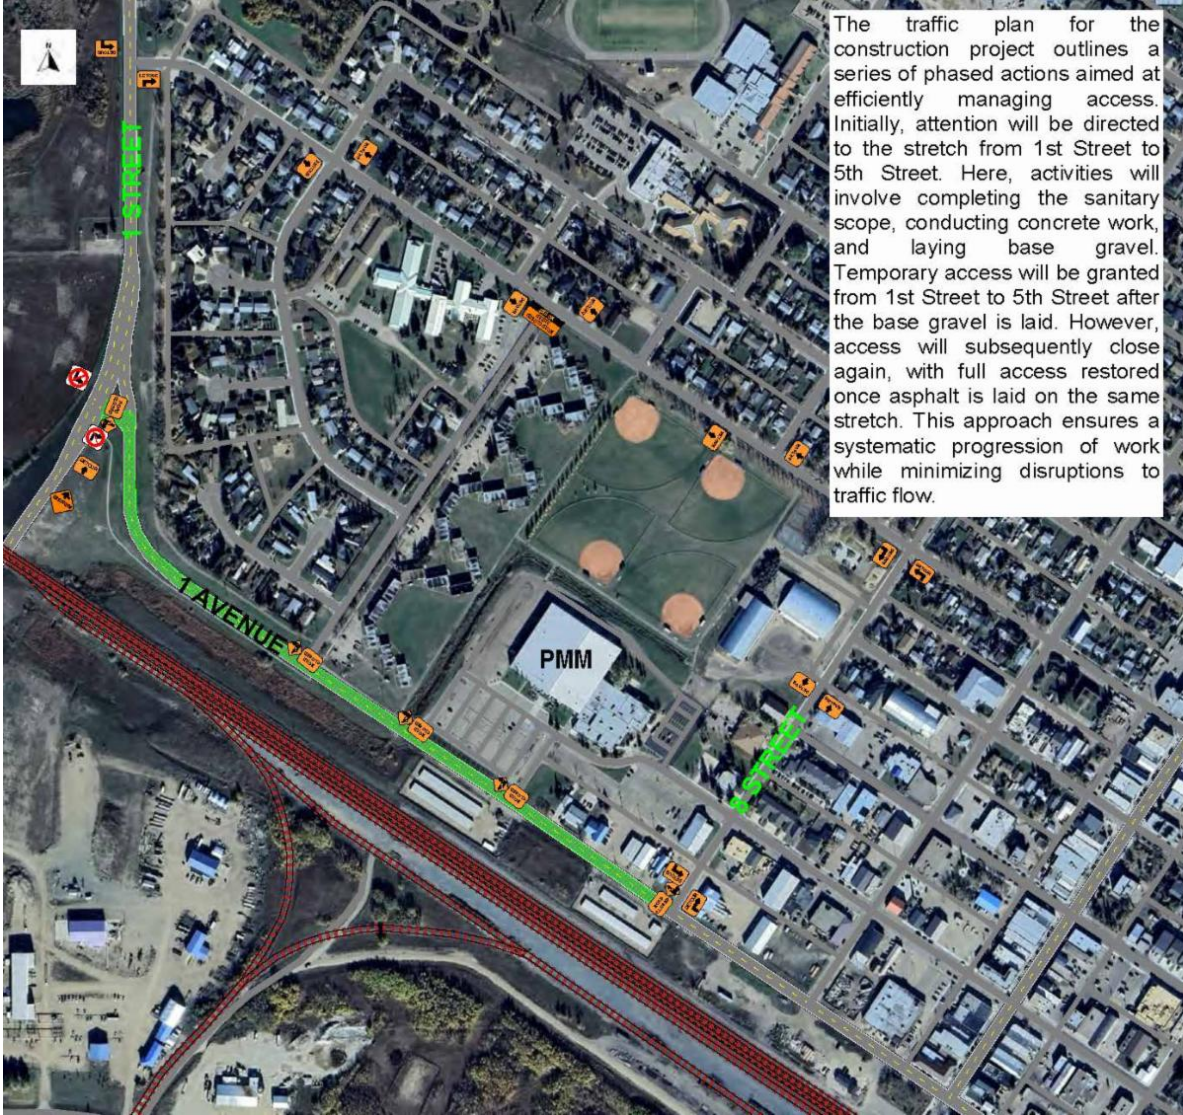 N
The traffic plan for the
construction project outlines a
series of phased actions aimed at
efficiently managing access.
Initially, attention will be directed
to the stretch from 1st Street to
5th Street. Here, activities will
involve completing the sanitary
scope, conducting concrete work,
and laying base gravel.
Temporary access will be granted
from 1st Street to 5th Street after
the base gravel is laid. However,
access will subsequently close
again, with full access restored
once asphalt is laid on the same
stretch. This approach ensures a
systematic progression of work
while minimizing disruptions to
traffic flow.
DETOUR
1 STREET
1 AVENUE
PMM
8 STREET